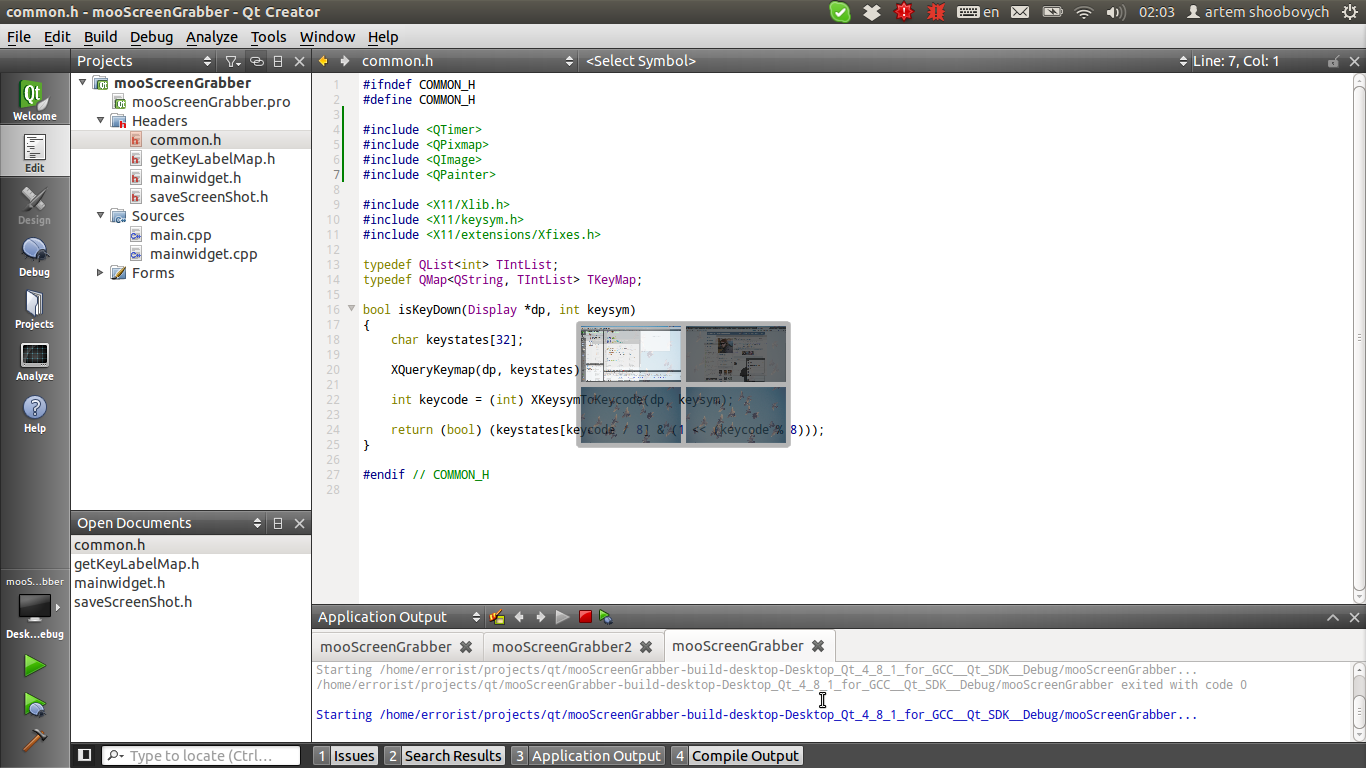 common.h - mooScreenGrabber - Qt Creator
en
02:03
artem shoobovych
File Edit Build Debug Analyze Tools Window Help
Welcome
Edit
Design
Debug
Projects
Analyze
Help
mooS...bber
Desk...ebug
Projects
mooScreenGrabber
mooScreenGrabber.pro
Headers
common.h
getKeyLabelMap.h
mainwidget.h
saveScreenShot.h
Sources
main.cpp
mainwidget.cpp
Forms
Open Documents
common.h
getKeyLabelMap.h
mainwidget.h
saveScreenShot.h
common.h
<Select Symbol>
Line: 7, Col: 1
1 #ifndef COMMON_H
2 #define COMMON_H
3
4 #include <QTimer>
5 #include <QPixmap>
6 #include <QImage>
7 #include <QPainter>
8
9 #include <X11/Xlib.h>
10 #include <X11/keysym.h>
11 #include <X11/extensions/Xfixes.h>
12
13 typedef QList<int> TIntList;
14 typedef QMap<QString, TIntList> TKeyMap;
15
16 bool isKeyDown(Display *dp, int keysym)
17 {
18 char keystates[32];
19
20 XQueryKeymap(dp, keystates)
21
22 int keycode = (int) XKeysymToKeycode(dp, keysym);
23
24 return (bool) (keystates[keycode / 8] & (1 << (keycode % 8)));
25 }
26
27 #endif // COMMON_H
28
Application Output
mooScreenGrabber
mooScreenGrabber2
mooScreenGrabber
Starting /home/errorist/projects/qt/mooScreenGrabber-build-desktop-Desktop_Qt_4_8_1_for_GCC__Qt_SDK__Debug/mooScreenGrabber...
/home/errorist/projects/qt/mooScreenGrabber-build-desktop-Desktop_Qt_4_8_1_for_GCC__Qt_SDK__Debug/mooScreenGrabber exited with code 0
Starting /home/errorist/projects/qt/mooScreenGrabber-build-desktop-Desktop_Qt_4_8_1_for_GCC__Qt_SDK__Debug/mooScreenGrabber...
Type to locate (Ctrl...
1 Issues
2 Search Results
3 Application Output
4 Compile Output